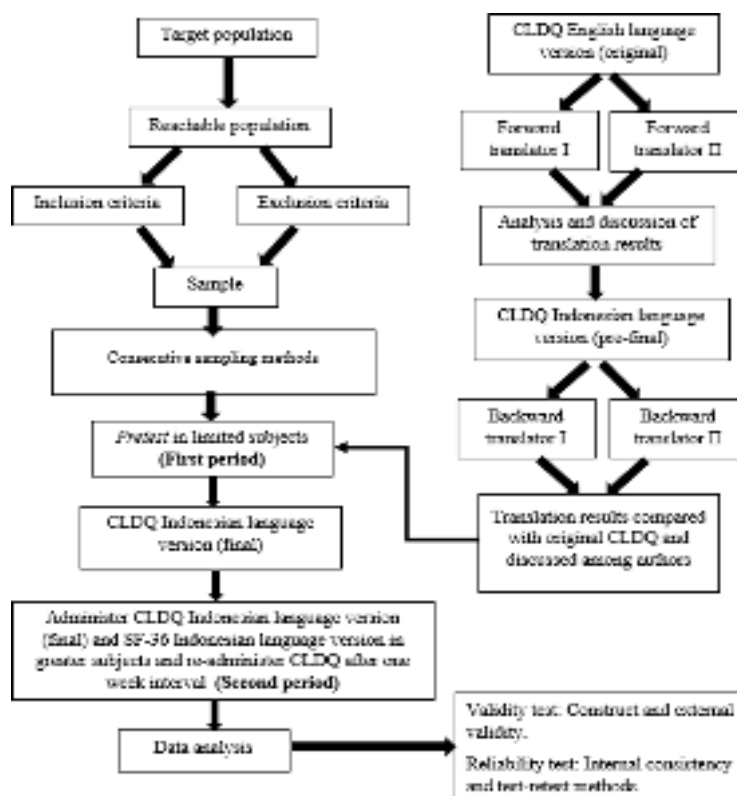 Target population
Reachable population
Inclusion criteria
Exclusion criteria
Sample
Consecutive sampling methods
Pretest in limited subjects
(First period)
CLDQ Indonesian language
version (final)
Administer CLDQ Indonesian language version
(final) and SF-36 Indonesian language version in
greater subjects and re-administer CLDQ after one
week interval (Second period)
Data analysis
CLDQ English language
version (original)
Forward
translator I
Forward
translator II
Analysis and discussion of
translation results
CLDQ Indonesian language
version (pre-final)
Backward
translator I
Backward
translator II
Translation results compared
with original CLDQ and
discussed among authors
Validity test: Construct and external
validity.
Reliability test: Internal consistency
and test-retest methods